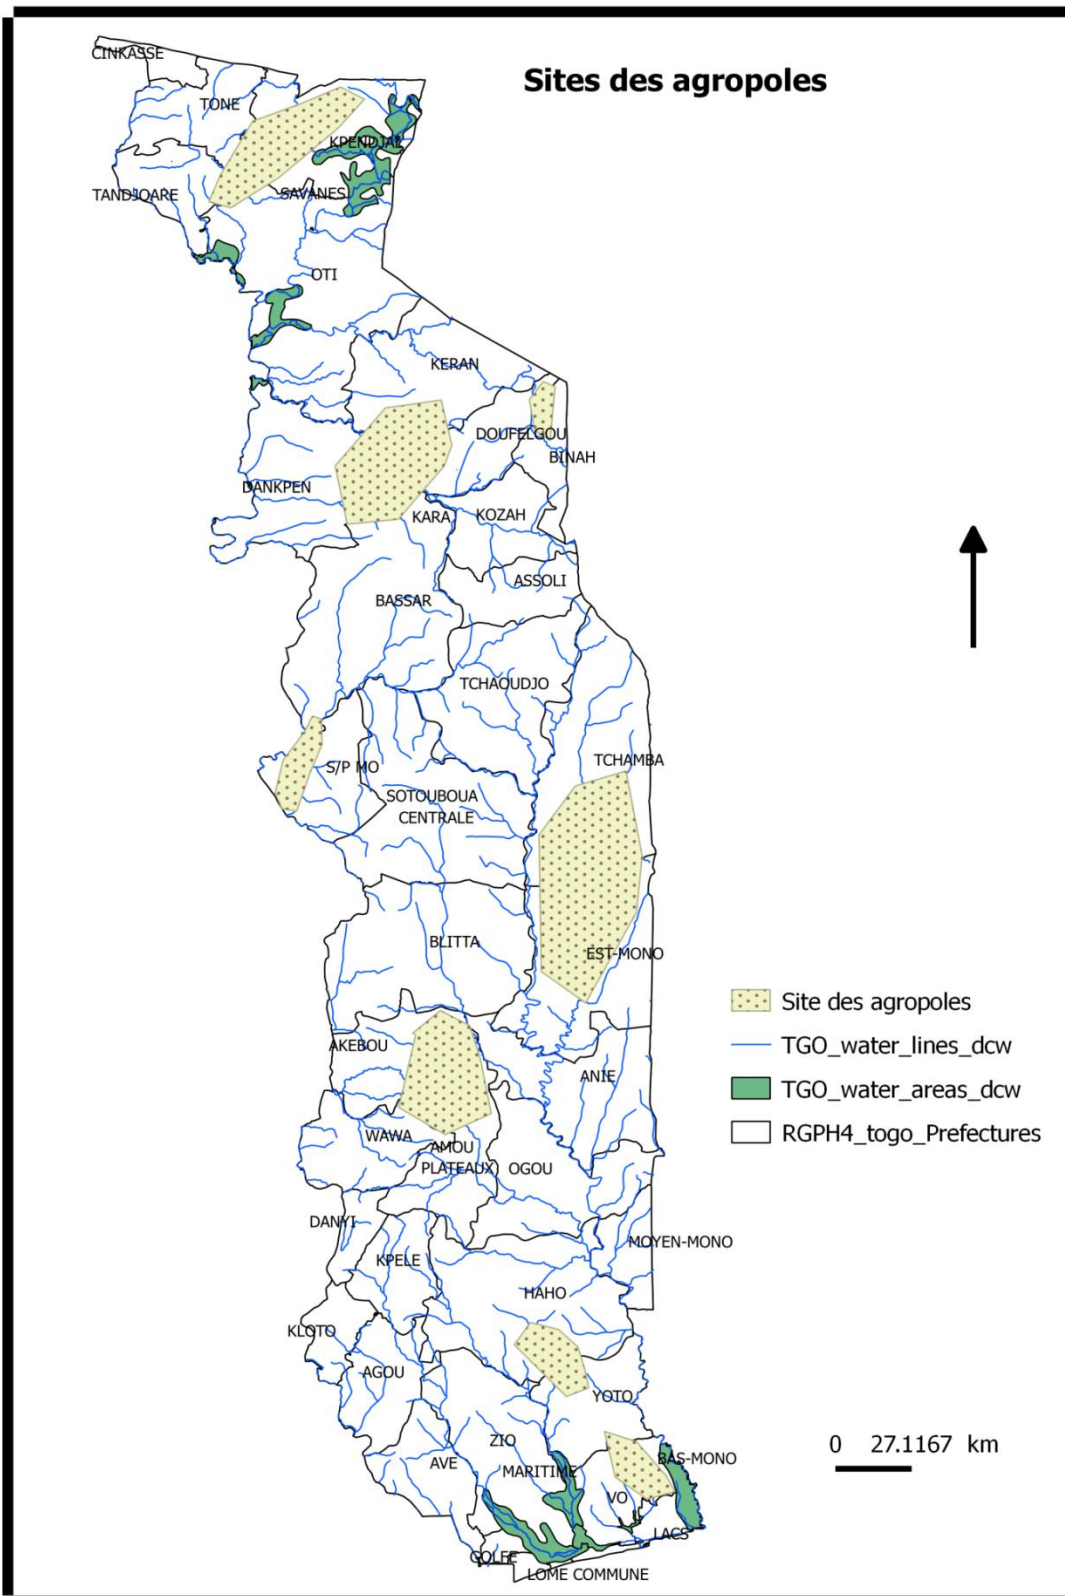 Sites des agropoles
CINKASSE
TONE
KPENDJAL
TANDJOARE
SAVANES
OTI
KERAN
DOUFELGOU
BINAH
DANKPEN
KARA
KOZAH
ASSOLI
BASSAR
TCHAOUDJO
TCHAMBA
S/P MO
SOTOUBOUA
CENTRALE
BLITTA
EST-MONO
Site des agropoles
TGO_water_lines_dcw
TGO_water_areas_dcw
RGPH4_togo_Prefectures
AKEBOU
ANIE
WAWA
AMOU
PLATEAUX
OGOU
DANYI
MOYEN-MONO
KPELE
HAHO
KLOTO
AGOU
YOTO
ZIO
BAS-MONO
AVE
MARITIME
VO
LACS
GOLFE
LOME COMMUNE
0 27.1167 km